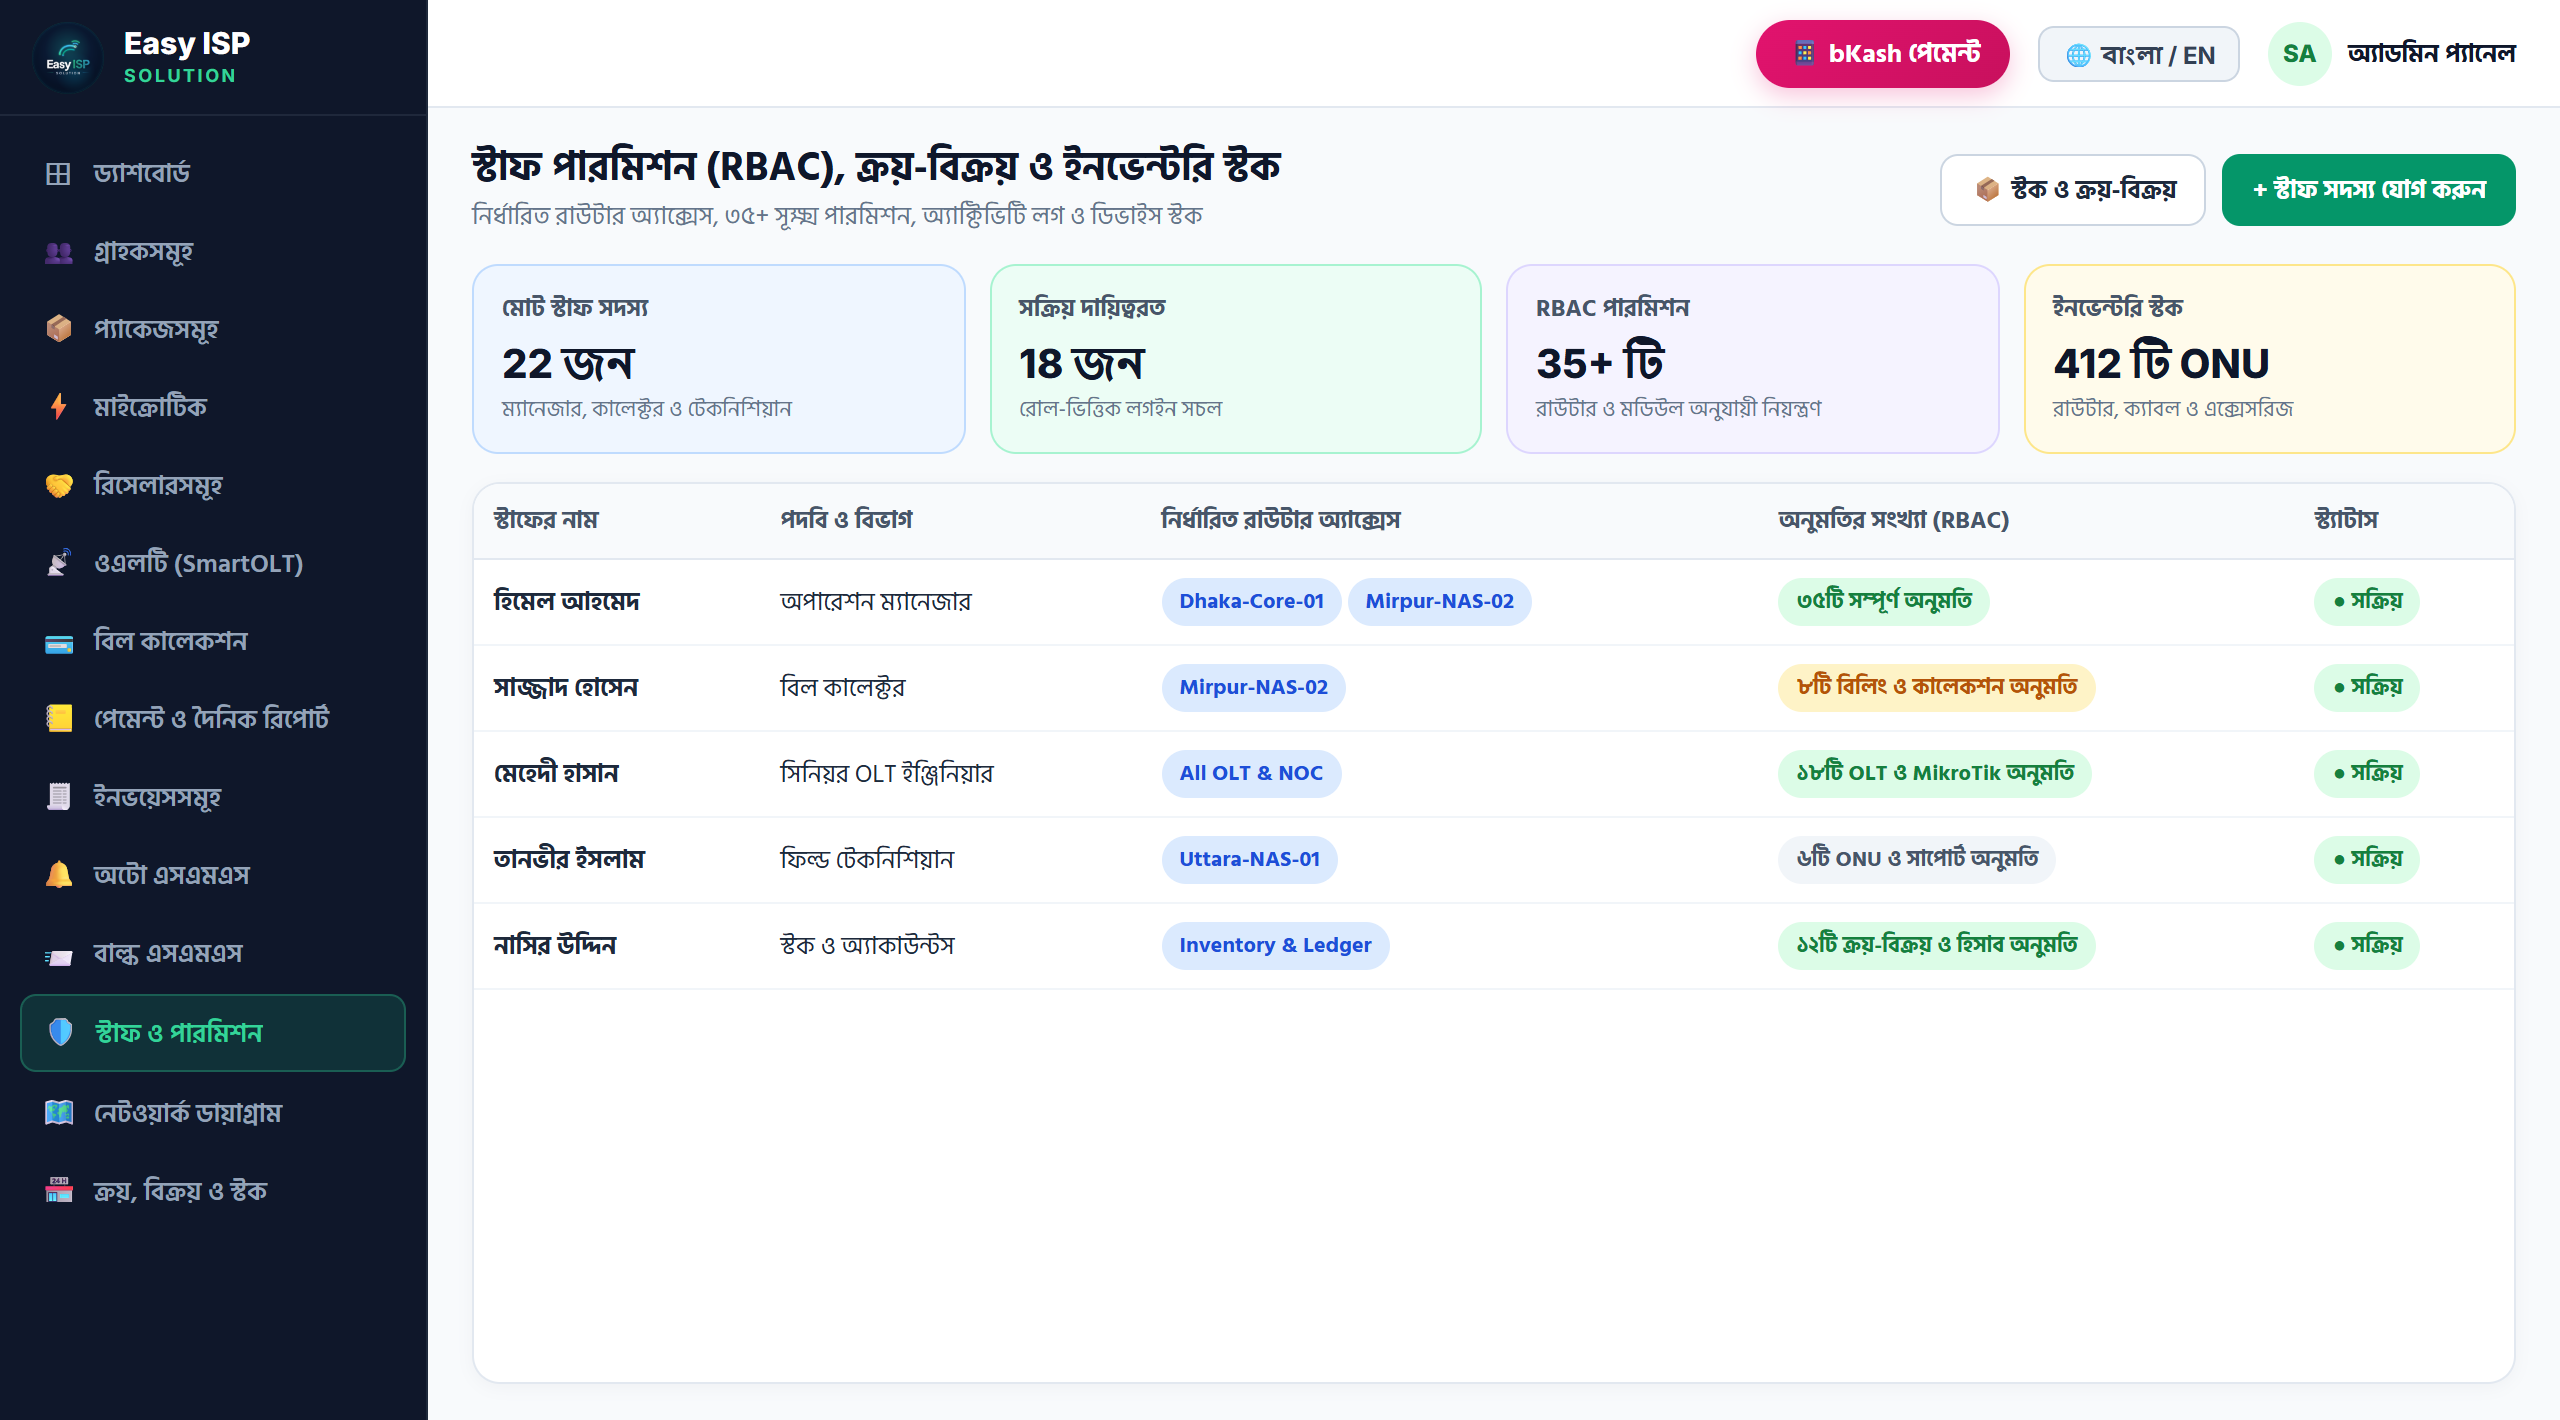 Easy ISP
SOLUTION
Easy ISP
SOLUTION
bKash পেমেন্ট
বাংলা / EN
SA
অ্যাডমিন প্যানেল
ড্যাশবোর্ড
গ্রাহকসমূহ
প্যাকেজসমূহ
মাইক্রোটিক
রিসেলারসমূহ
ওএলটি (SmartOLT)
বিল কালেকশন
পেমেন্ট ও দৈনিক রিপোর্ট
ইনভয়েসসমূহ
অটো এসএমএস
বাল্ক এসএমএস
স্টাফ ও পারমিশন
নেটওয়ার্ক ডায়াগ্রাম
ক্রয়, বিক্রয় ও স্টক
স্টাফ পারমিশন (RBAC), ক্রয়-বিক্রয় ও ইনভেন্টরি স্টক
নির্ধারিত রাউটার অ্যাক্সেস, ৩৫+ সূক্ষ্ম পারমিশন, অ্যাক্টিভিটি লগ ও ডিভাইস স্টক
স্টক ও ক্রয়-বিক্রয়
+ স্টাফ সদস্য যোগ করুন
মোট স্টাফ সদস্য
22 জন
ম্যানেজার, কালেক্টর ও টেকনিশিয়ান
সক্রিয় দায়িত্বরত
18 জন
রোল-ভিত্তিক লগইন সচল
RBAC পারমিশন
35+ টি
রাউটার ও মডিউল অনুযায়ী নিয়ন্ত্রণ
ইনভেন্টরি স্টক
412 টি ONU
রাউটার, ক্যাবল ও এক্সেসরিজ
স্টাফের নাম পদবি ও বিভাগ নির্ধারিত রাউটার অ্যাক্সেস অনুমতির সংখ্যা (RBAC) স্ট্যাটাস
হিমেল আহমেদ অপারেশন ম্যানেজার Dhaka-Core-01 Mirpur-NAS-02 ৩৫টি সম্পূর্ণ অনুমতি ● সক্রিয়
সাজ্জাদ হোসেন বিল কালেক্টর Mirpur-NAS-02 ৮টি বিলিং ও কালেকশন অনুমতি ● সক্রিয়
মেহেদী হাসান সিনিয়র OLT ইঞ্জিনিয়ার All OLT & NOC ১৮টি OLT ও MikroTik অনুমতি ● সক্রিয়
তানভীর ইসলাম ফিল্ড টেকনিশিয়ান Uttara-NAS-01 ৬টি ONU ও সাপোর্ট অনুমতি ● সক্রিয়
নাসির উদ্দিন স্টক ও অ্যাকাউন্টস Inventory & Ledger ১২টি ক্রয়-বিক্রয় ও হিসাব অনুমতি ● সক্রিয়